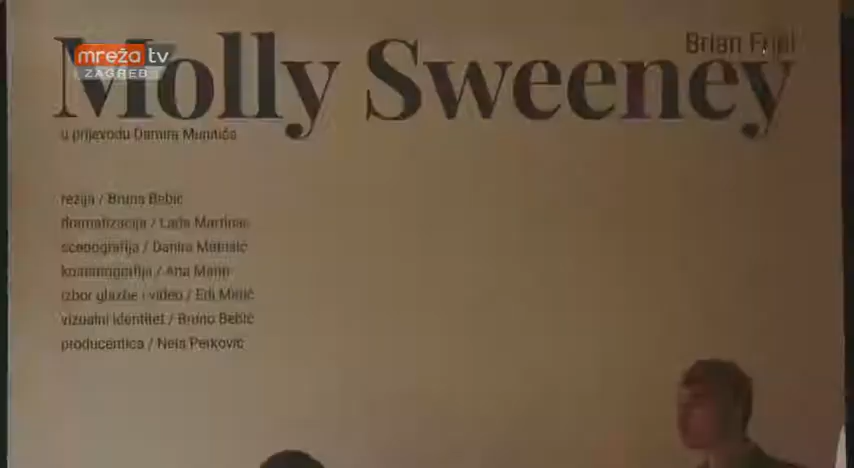 mreža tv
ZAGREB
Brian Friel
Molly Sweeney
u prijevodu Damira Munitića
režija / Bruno Bebić
dramatizacija / Lada Martinac
scenografija / Danira Matošić
kostimografija / Ana Marin
izbor glazbe i video / Edi Mirić
vizualni identitet / Bruno Bebić
producentica / Nela Perković